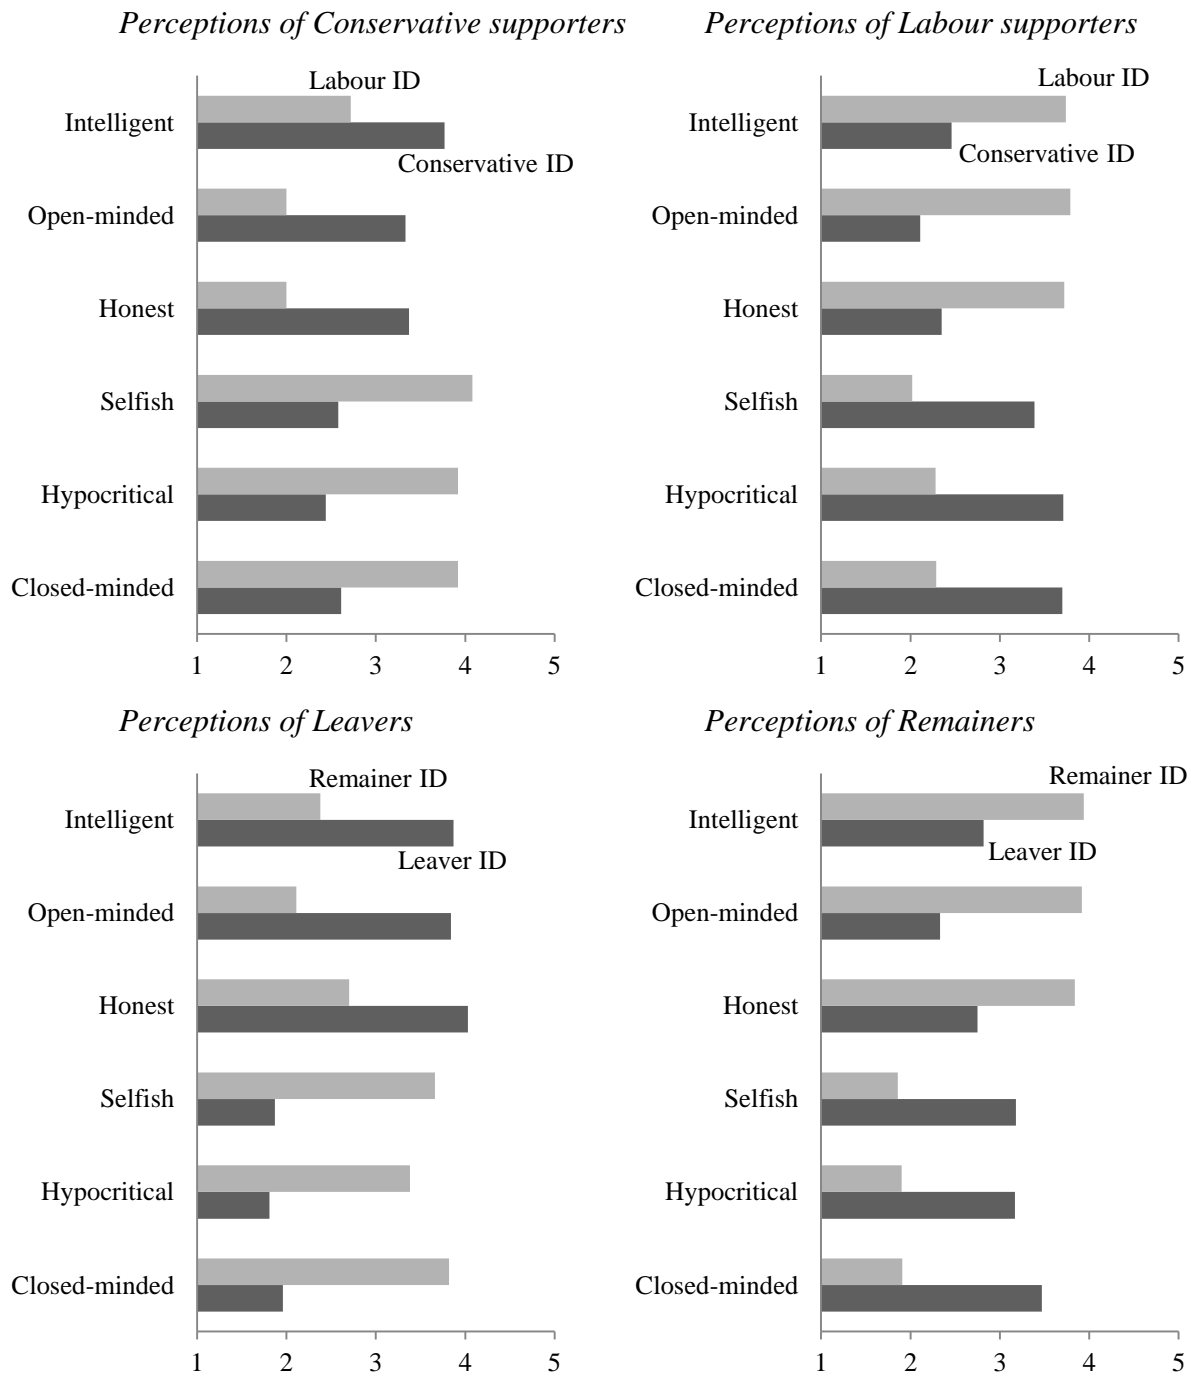 Perceptions of Conservative supporters
Labour ID
Intelligent
Conservative ID
Open-minded
Honest
Selfish
Hypocritical
Closed-minded
1 2 3 4 5
Perceptions of Labour supporters
Labour ID
Intelligent
Conservative ID
Open-minded
Honest
Selfish
Hypocritical
Closed-minded
1 2 3 4 5
Perceptions of Leavers
Remainer ID
Intelligent
Leaver ID
Open-minded
Honest
Selfish
Hypocritical
Closed-minded
1 2 3 4 5
Perceptions of Remainers
Remainer ID
Intelligent
Leaver ID
Open-minded
Honest
Selfish
Hypocritical
Closed-minded
1 2 3 4 5